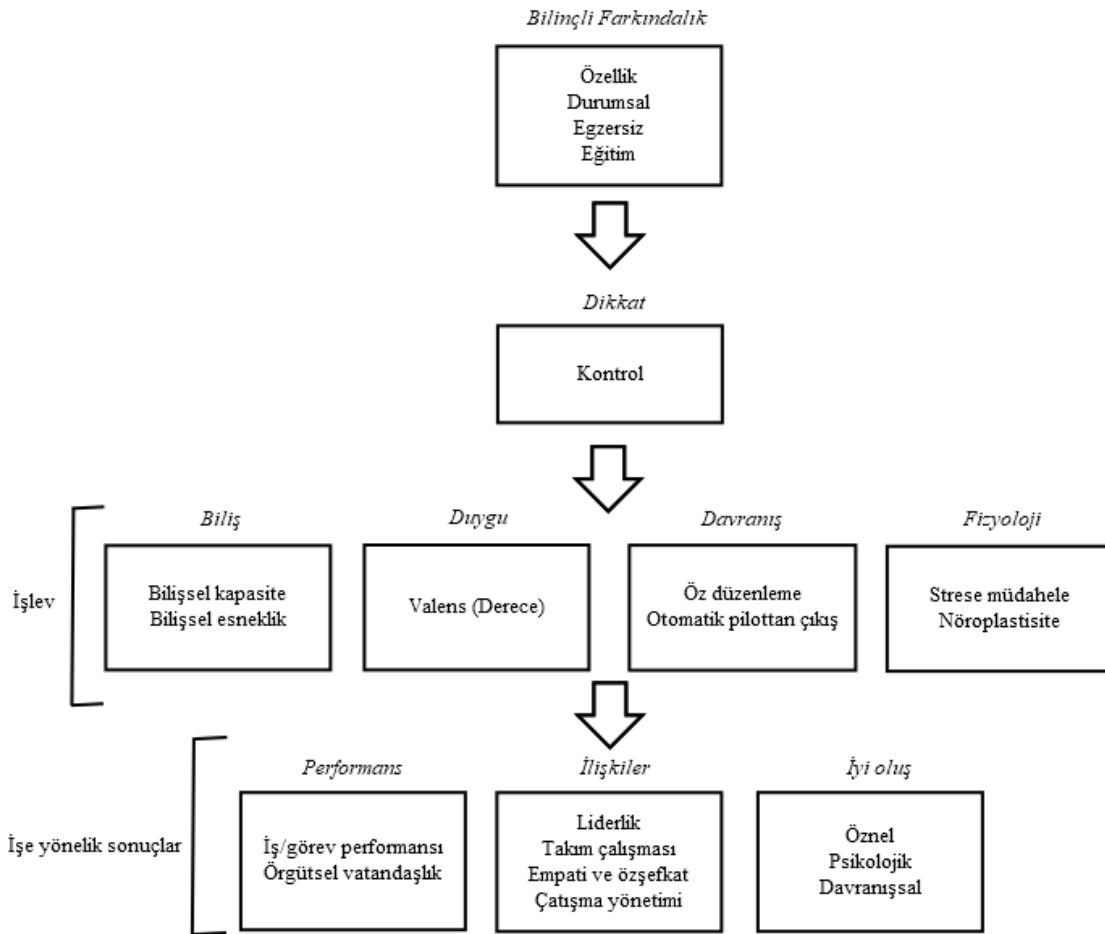 Bilinçli Farkındalık
Özellik
Durumsal
Egzersiz
Eğitim
Dikkat
Kontrol
İşlev
Biliş
Bilişsel kapasite
Bilişsel esneklik
Duygu
Valens (Derece)
Davranış
Öz düzenleme
Otomatik pilottan çıkış
Fizyoloji
Strese müdahele
Nöroplastisite
İşe yönelik sonuçlar
Performans
İş/görev performansı
Örgütsel vatandaşlık
İlişkiler
Liderlik
Takım çalışması
Empati ve özşefkat
Çatışma yönetimi
İyi oluş
Öznel
Psikolojik
Davranışsal